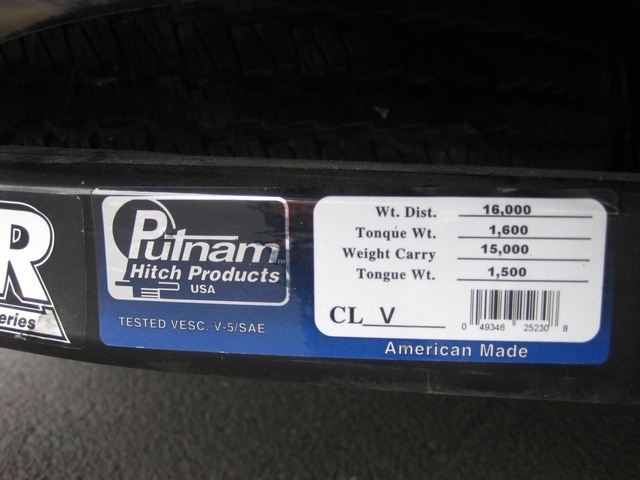 D
R
eries
Putnam
Hitch Products
USA
TESTED VESC. V-5/SAE
Wt. Dist. 16,000
Tonque Wt. 1,600
Weight Carry 15,000
Tongue Wt. 1,500
CL V
0 49346 25230 8
American Made